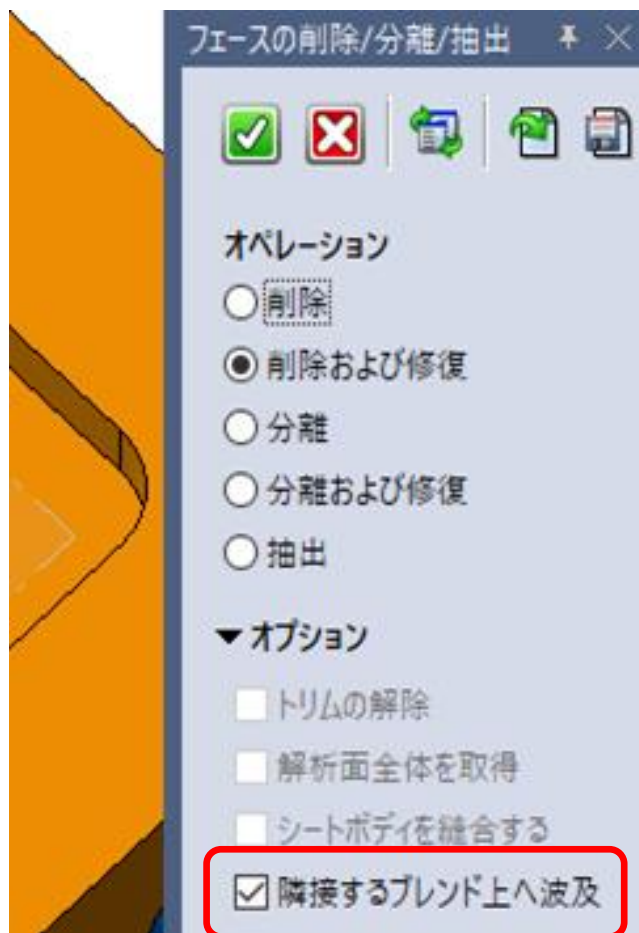 フェースの削除/分離/抽出
オペレーション
削除
削除および修復
分離
分離および修復
抽出
オプション
トリムの解除
解析面全体を取得
シートボディを縫合する
隣接するブレンド上へ波及